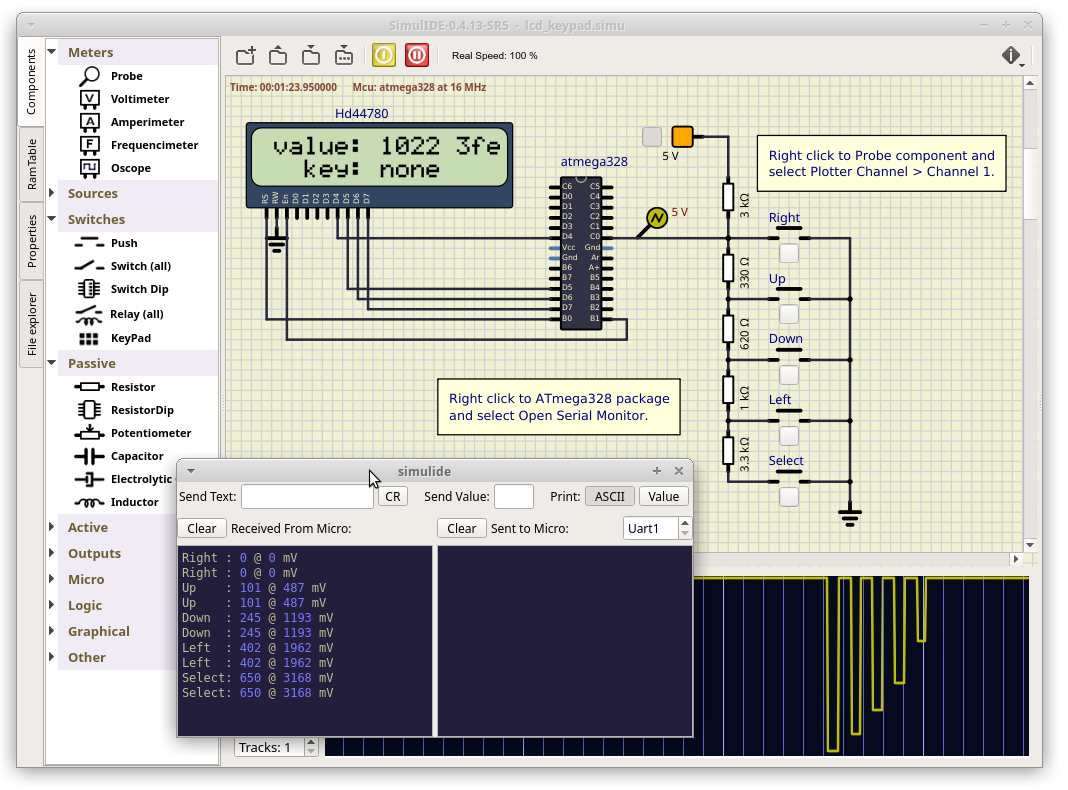 SimulIDE-0.4.13-SR5 - lcd_keypad.simu
Components
RamTable
Properties
File explorer
Meters
Probe
Voltimeter
Amperimeter
Frequencimeter
Oscope
Sources
Switches
Push
Switch (all)
Switch Dip
Relay (all)
KeyPad
Passive
Resistor
ResistorDip
Potentiometer
Capacitor
Electrolytic
Inductor
Active
Outputs
Micro
Logic
Graphical
Other
Real Speed: 100 %
Time: 00:01:23.950000 Mcu: atmega328 at 16 MHz
Hd44780
value: 1022 3fe
key: none
RS RW En D0 D1 D2 D3 D4 D5 D6 D7
atmega328
C6 C5
D0 C4
D1 C3
D2 C2
D3 C1
D4 C0
Vcc Gnd
Gnd Ar
B6 A+
B7 B5
D5 B4
D6 B3
D7 B2
B0 B1
5 V
5 V
Right click to Probe component and
select Plotter Channel > Channel 1.
3 kΩ
Right
330 Ω
Up
620 Ω
Down
1 kΩ
Left
3.3 kΩ
Select
Right click to ATmega328 package
and select Open Serial Monitor.
simulide
Send Text: CR Send Value: Print: ASCII Value
Clear Received From Micro: Clear Sent to Micro: Uart1
Right : 0 @ 0 mV
Right : 0 @ 0 mV
Up : 101 @ 487 mV
Up : 101 @ 487 mV
Down : 245 @ 1193 mV
Down : 245 @ 1193 mV
Left : 402 @ 1962 mV
Left : 402 @ 1962 mV
Select: 650 @ 3168 mV
Select: 650 @ 3168 mV
Tracks: 1